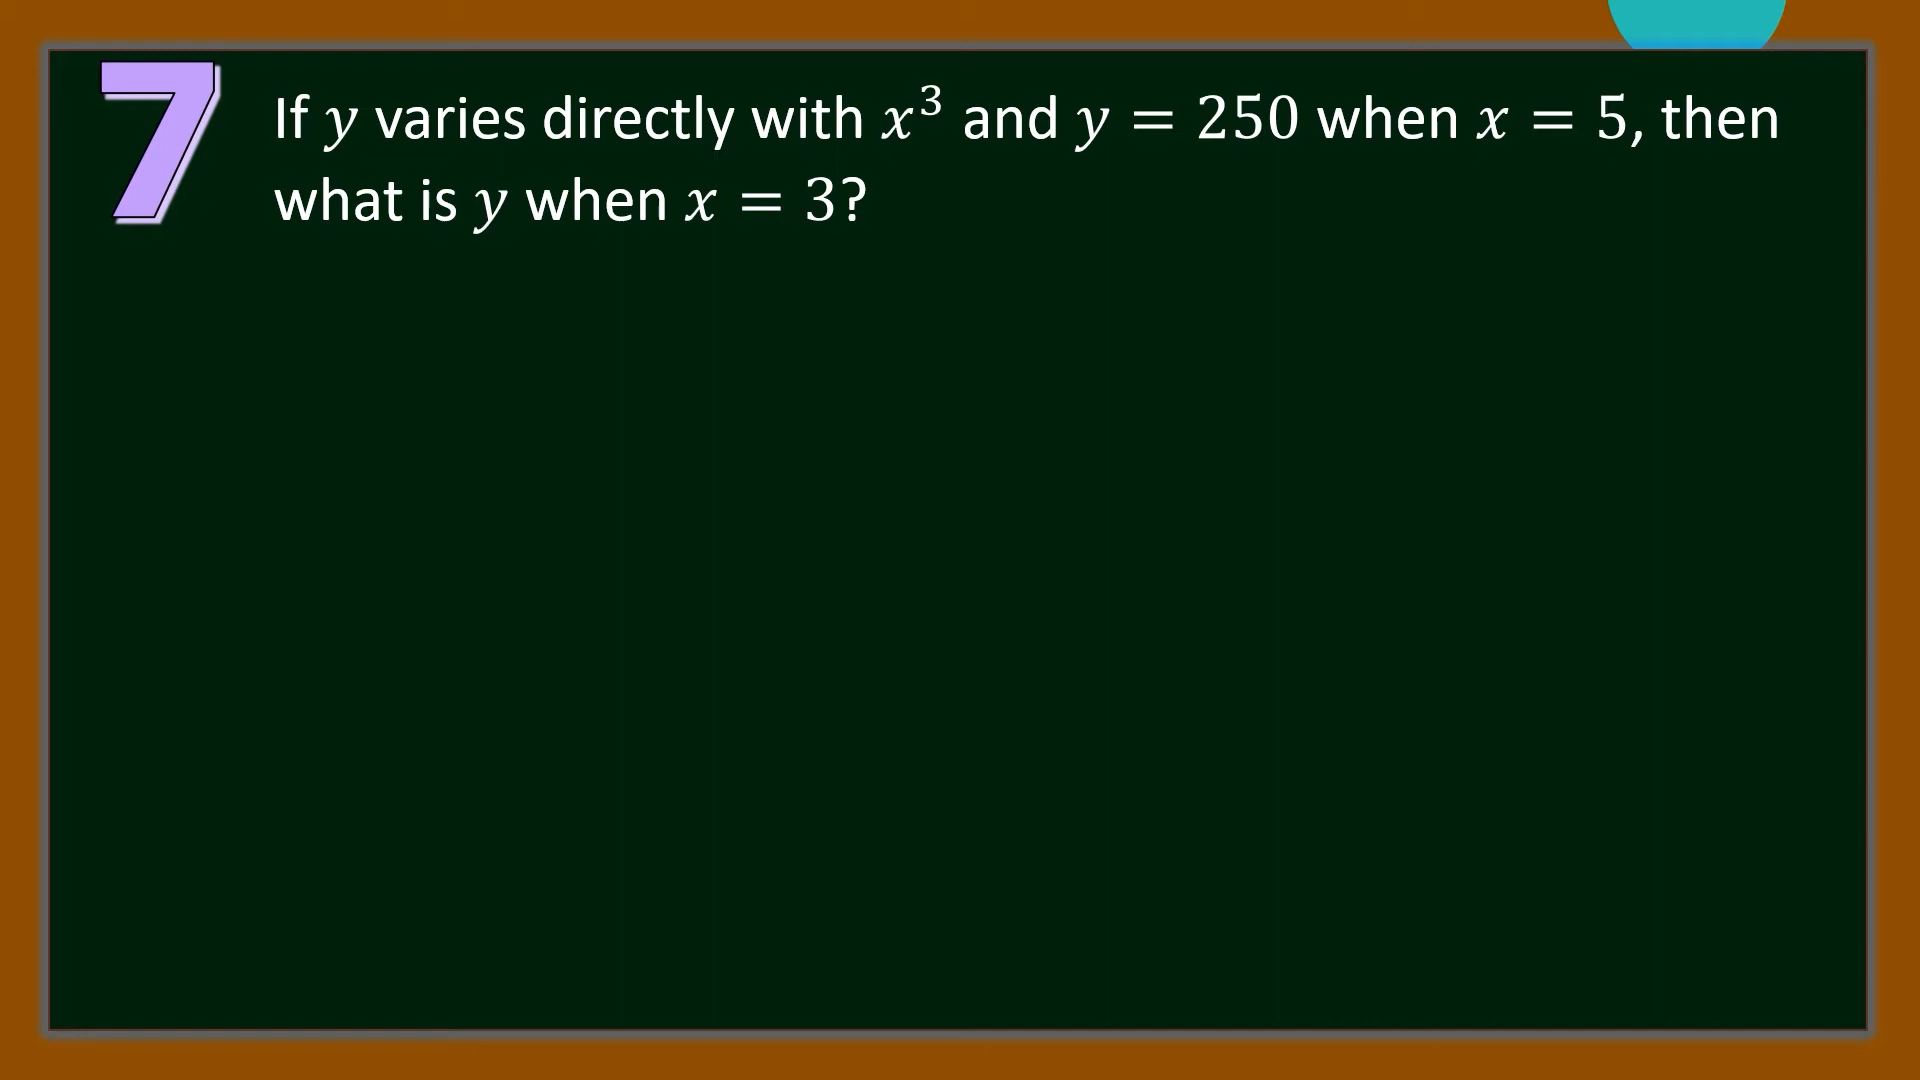 7
If y varies directly with x³ and y = 250 when x = 5, then
what is y when x = 3?